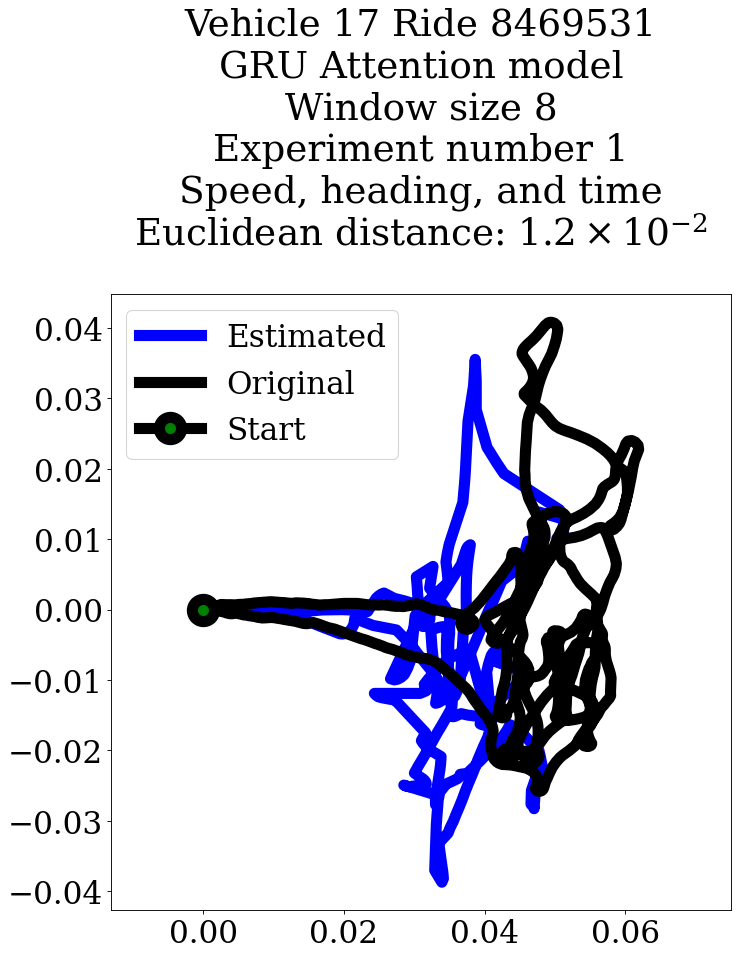 Vehicle 17 Ride 8469531
GRU Attention model
Window size 8
Experiment number 1
Speed, heading, and time
Euclidean distance: 1.2 × 10⁻²
Estimated
Original
Start
0.04
0.03
0.02
0.01
0.00
−0.01
−0.02
−0.03
−0.04
0.00 0.02 0.04 0.06